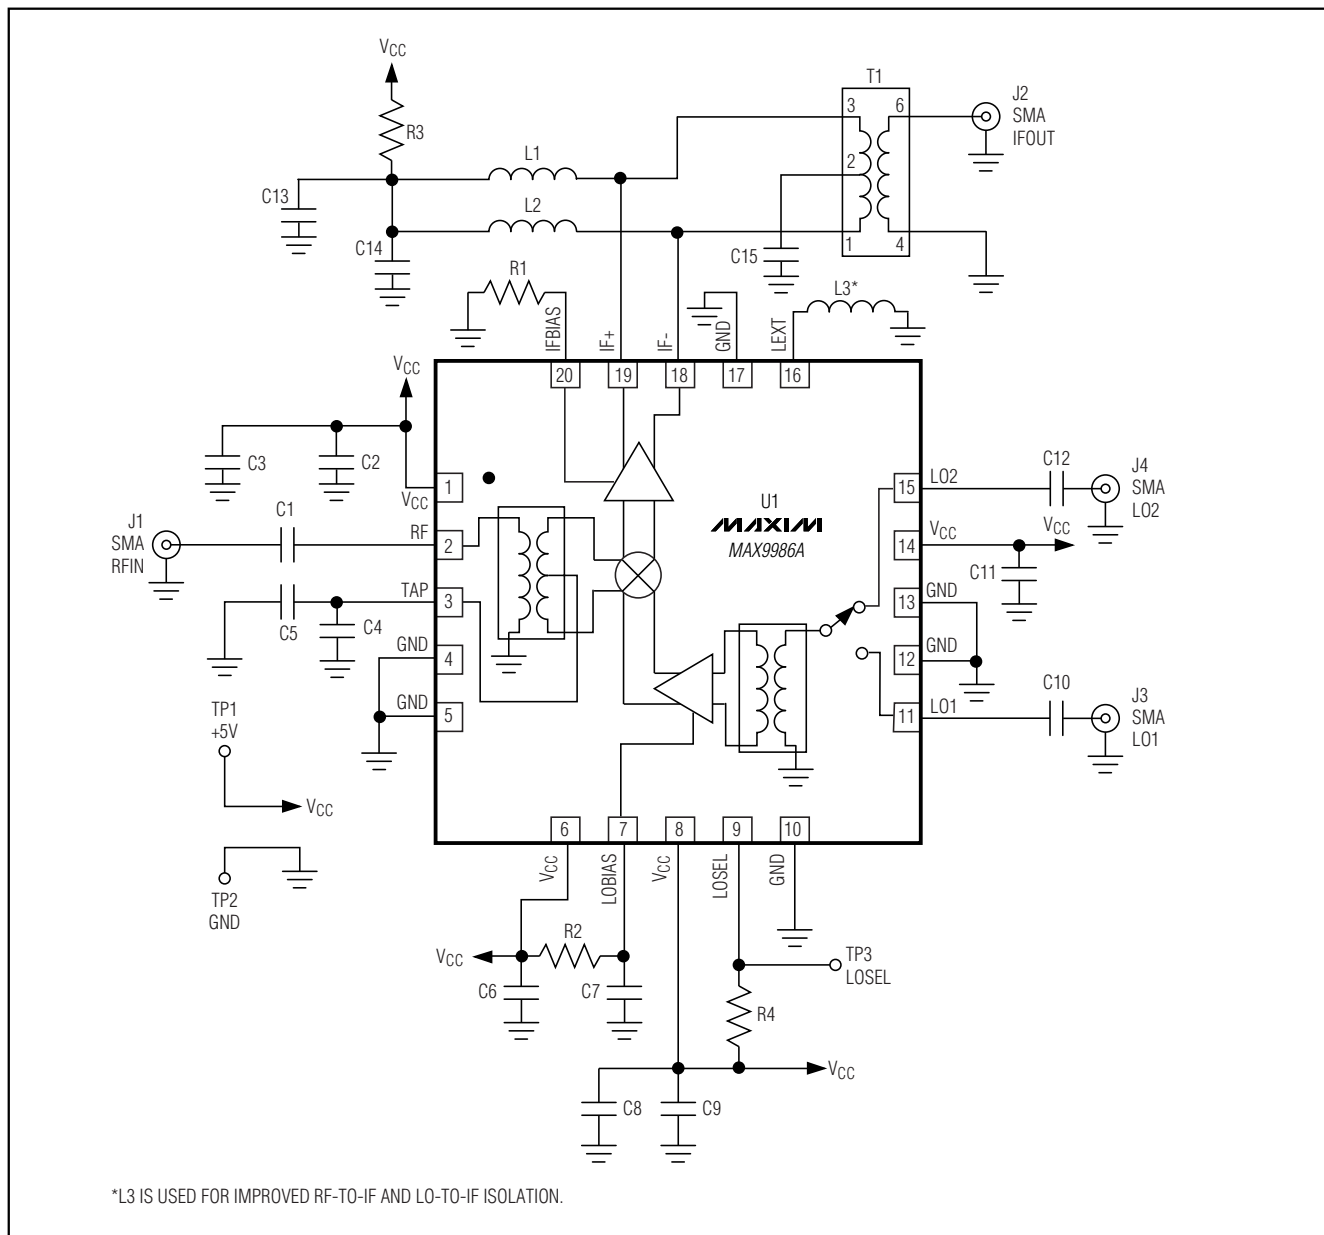 VCC
R3
C13
L1
L2
C14
T1
3
6
2
1
4
J2
SMA
IFOUT
C15
R1
L3*
IFBIAS
IF+
IF-
GND
LEXT
20
19
18
17
16
VCC
C3
C2
1
VCC
U1
MAXIM
MAX9986A
J1
SMA
RFIN
C1
RF
2
TAP
3
C5
C4
GND
4
GND
5
15
LO2
C12
J4
SMA
LO2
14
VCC
VCC
C11
13
GND
12
GND
11
LO1
C10
J3
SMA
LO1
TP1
+5V
VCC
TP2
GND
6
7
8
9
10
VCC
LOBIAS
VCC
LOSEL
GND
VCC
R2
C6
C7
TP3
LOSEL
R4
VCC
C8
C9
*L3 IS USED FOR IMPROVED RF-TO-IF AND LO-TO-IF ISOLATION.